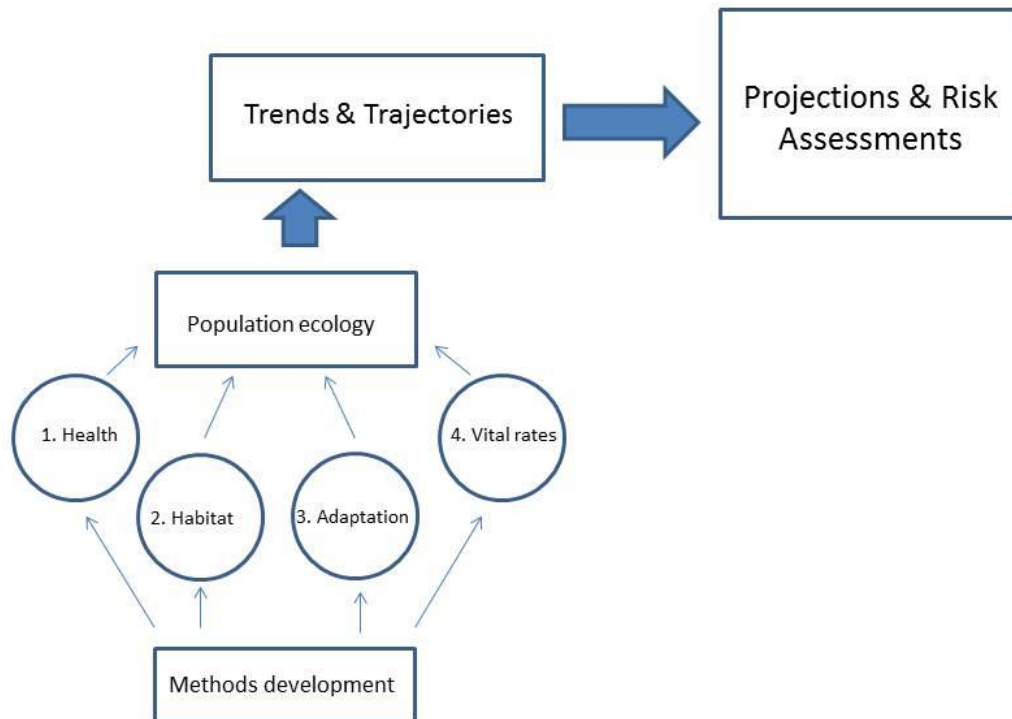 Trends & Trajectories
Projections & Risk
Assessments
Population ecology
1. Health
2. Habitat
3. Adaptation
4. Vital rates
Methods development